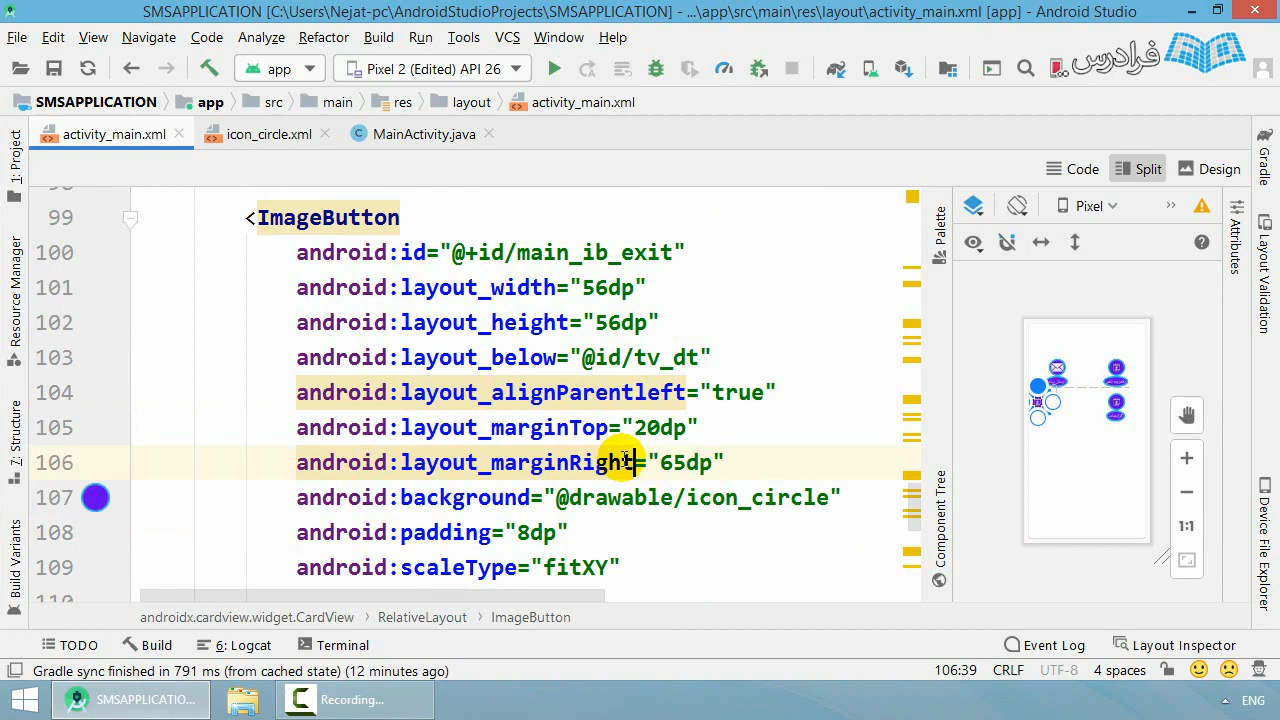 SMSAPPLICATION [C:\Users\Nejat-pc\AndroidStudioProjects\SMSAPPLICATION] - ...\app\src\main\res\layout\activity_main.xml [app] - Android Studio
File Edit View Navigate Code Analyze Refactor Build Run Tools VCS Window Help
app Pixel 2 (Edited) API 26
فرادرس
SMSAPPLICATION app src main res layout activity_main.xml
activity_main.xml icon_circle.xml MainActivity.java
Code Split Design
1: Project
Resource Manager
7: Structure
Build Variants
99 <ImageButton
100 android:id="@+id/main_ib_exit"
101 android:layout_width="56dp"
102 android:layout_height="56dp"
103 android:layout_below="@id/tv_dt"
104 android:layout_alignParentleft="true"
105 android:layout_marginTop="20dp"
106 android:layout_marginRight="65dp"
107 android:background="@drawable/icon_circle"
108 android:padding="8dp"
109 android:scaleType="fitXY"
110
Palette
Component Tree
Pixel
1:1
Attributes
Gradle
Layout Validation
Device File Explorer
androidx.cardview.widget.CardView RelativeLayout ImageButton
TODO Build 6: Logcat Terminal Event Log Layout Inspector
Gradle sync finished in 791 ms (from cached state) (12 minutes ago) 106:39 CRLF UTF-8 4 spaces
SMSAPPLICATIO... Recording... ENG